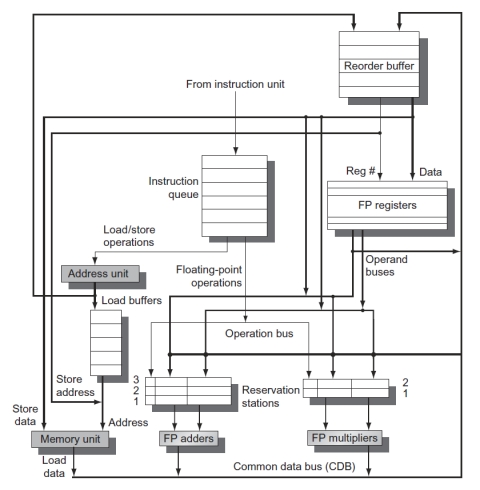 Reorder buffer
From instruction unit
Reg #
Data
Instruction
queue
FP registers
Load/store
operations
Operand
buses
Address unit
Floating-point
operations
Load buffers
Operation bus
Store
address
3
2
1
Reservation
stations
2
1
Store
data
Address
Memory unit
FP adders
FP multipliers
Load
data
Common data bus (CDB)